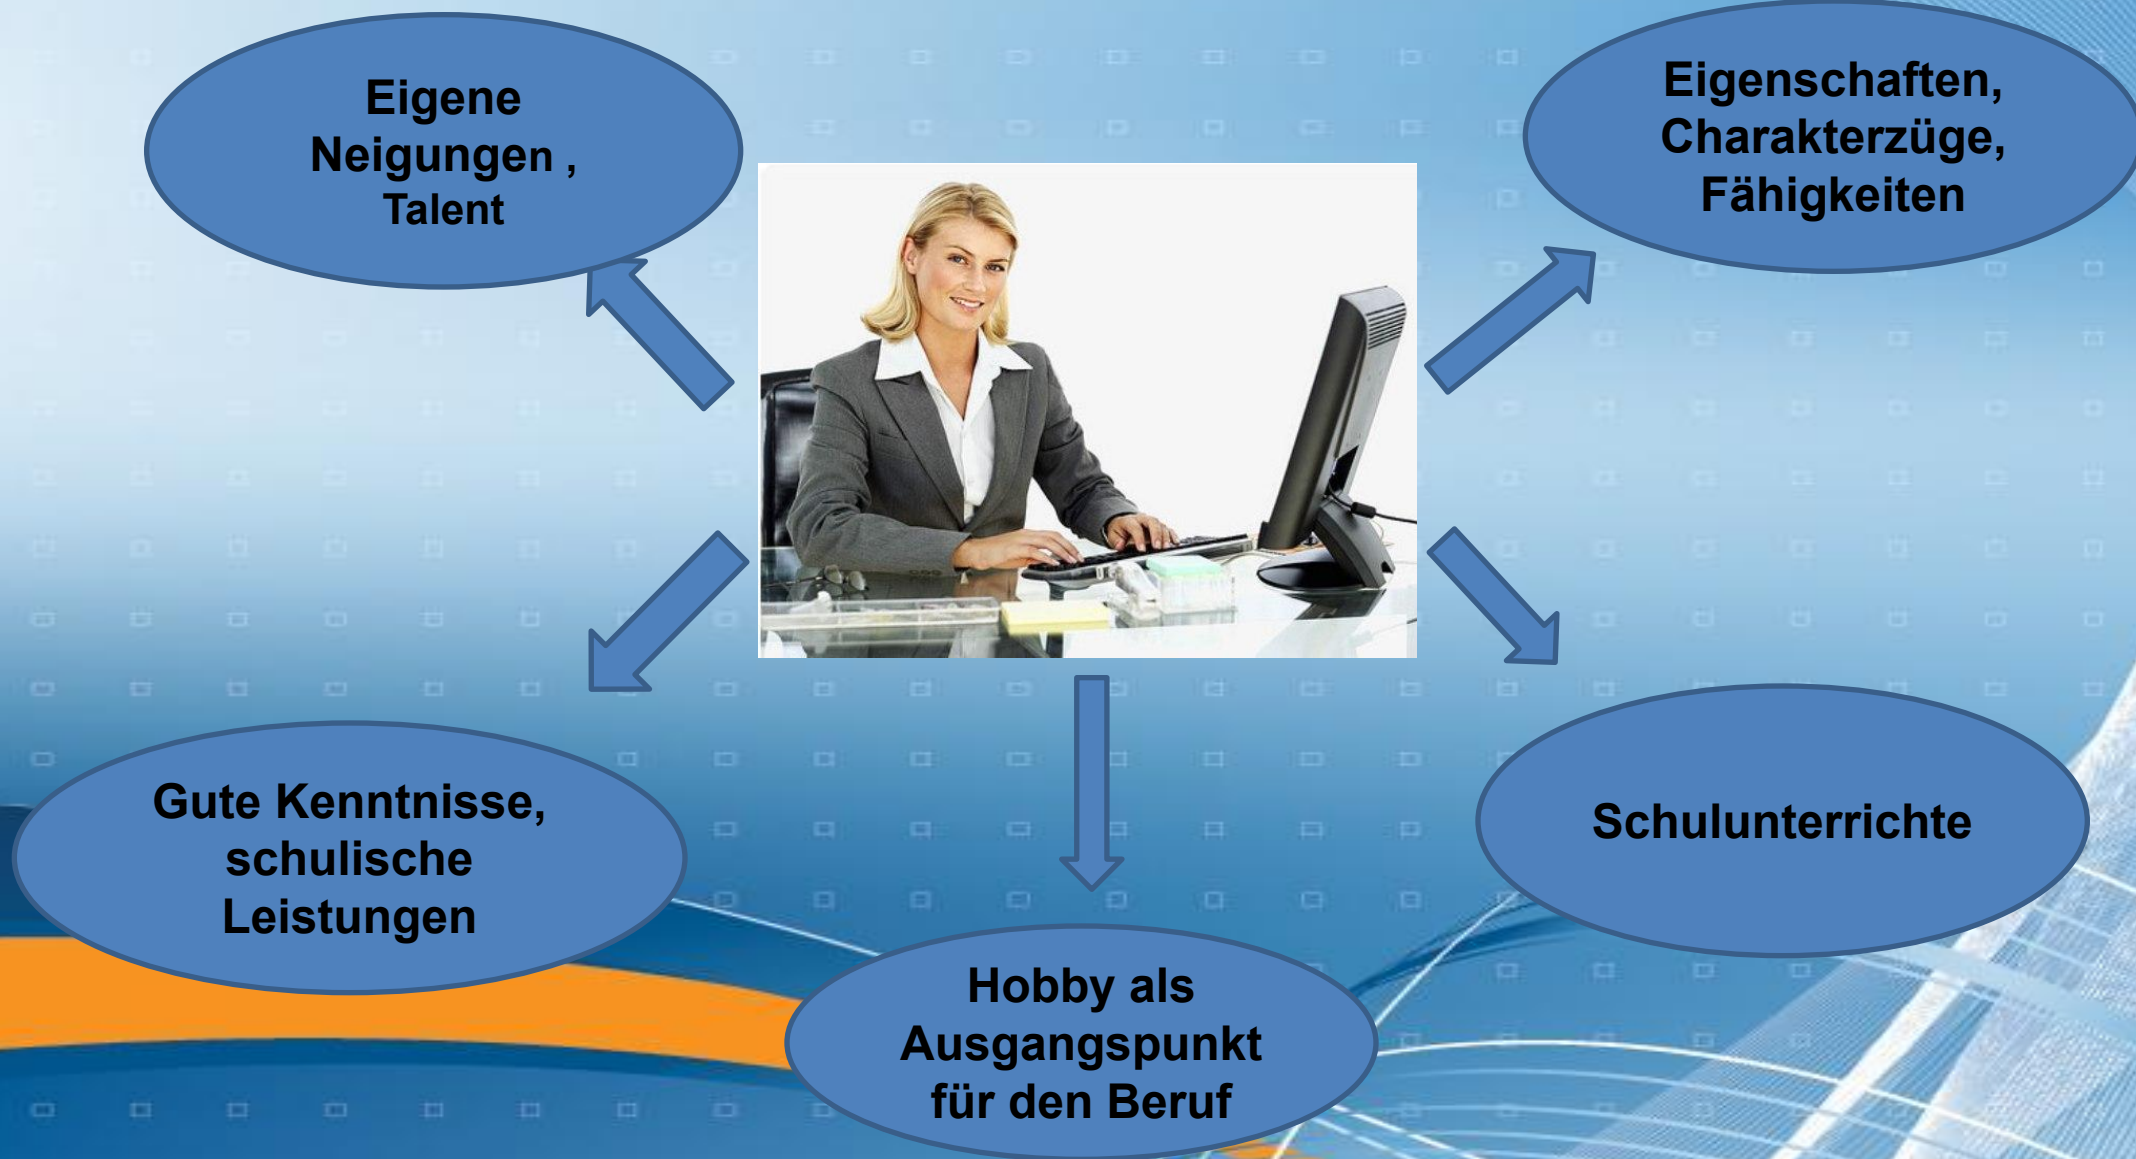 Eigene
Neigungen ,
Talent
Eigenschaften,
Charakterzüge,
Fähigkeiten
Gute Kenntnisse,
schulische
Leistungen
Hobby als
Ausgangspunkt
für den Beruf
Schulunterrichte